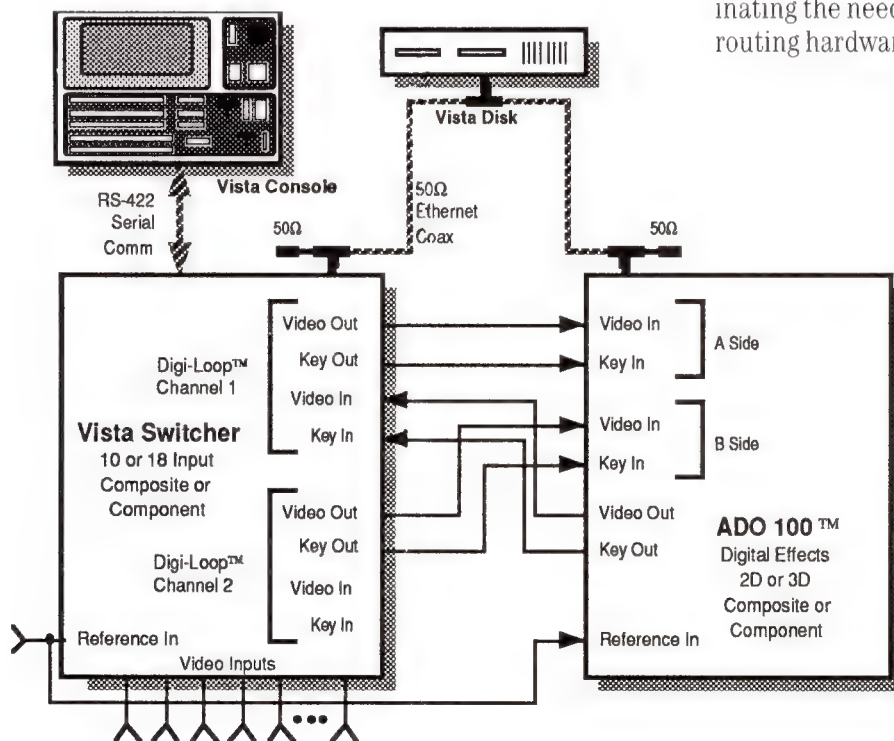 inating the need
routing hardwar
Vista Disk
Vista Console
RS-422
Serial
Comm
50Ω
50Ω
Ethernet
Coax
50Ω
Digi-Loop™
Channel 1
Video Out
Key Out
Video In
Key In
Vista Switcher
10 or 18 Input
Composite or
Component
Digi-Loop™
Channel 2
Video Out
Key Out
Video In
Key In
Reference In
Video Inputs
Video In
Key In
A Side
Video In
Key In
B Side
Video Out
Key Out
ADO 100 ™
Digital Effects
2D or 3D
Composite or
Component
Reference In